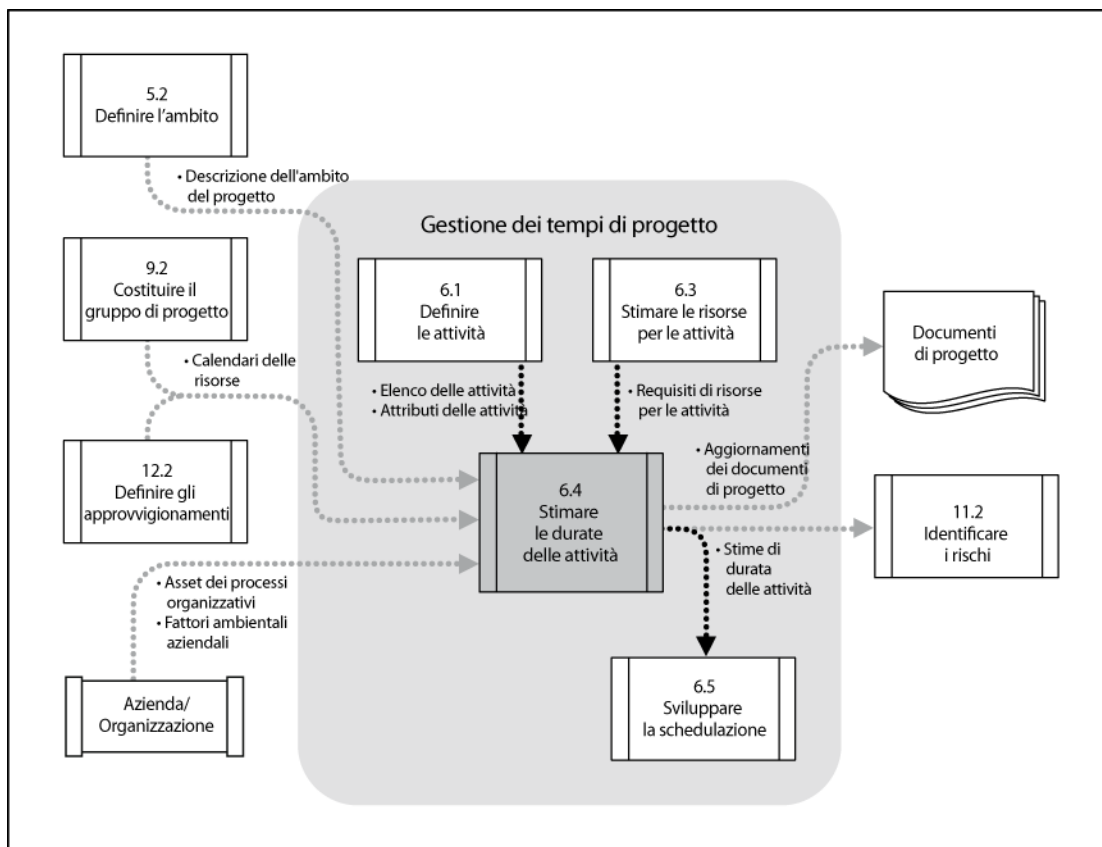 5.2
Definire l'ambito
• Descrizione dell'ambito
del progetto
Gestione dei tempi di progetto
9.2
Costituire il
gruppo di progetto
• Calendari delle
risorse
6.1
Definire
le attività
6.3
Stimare le risorse
per le attività
Documenti
di progetto
• Elenco delle attività
• Attributi delle attività
• Requisiti di risorse
per le attività
12.2
Definire gli
approvvigionamenti
6.4
Stimare
le durate
delle attività
• Aggiornamenti
dei documenti
di progetto
11.2
Identificare
i rischi
• Stime di
durata
delle attività
• Asset dei processi
organizzativi
• Fattori ambientali
aziendali
Azienda/
Organizzazione
6.5
Sviluppare
la schedulazione